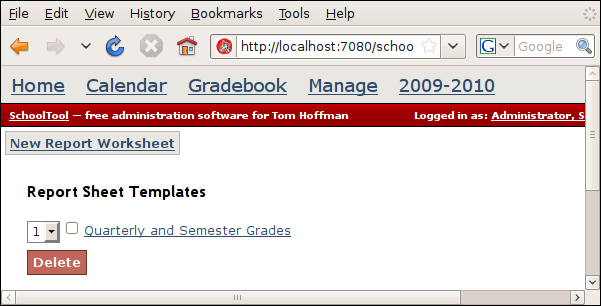 File Edit View History Bookmarks Tools Help
http://localhost:7080/schoo G Google
Home Calendar Gradebook Manage 2009-2010
SchoolTool — free administration software for Tom Hoffman Logged in as: Administrator, S
New Report Worksheet
Report Sheet Templates
1 Quarterly and Semester Grades
Delete